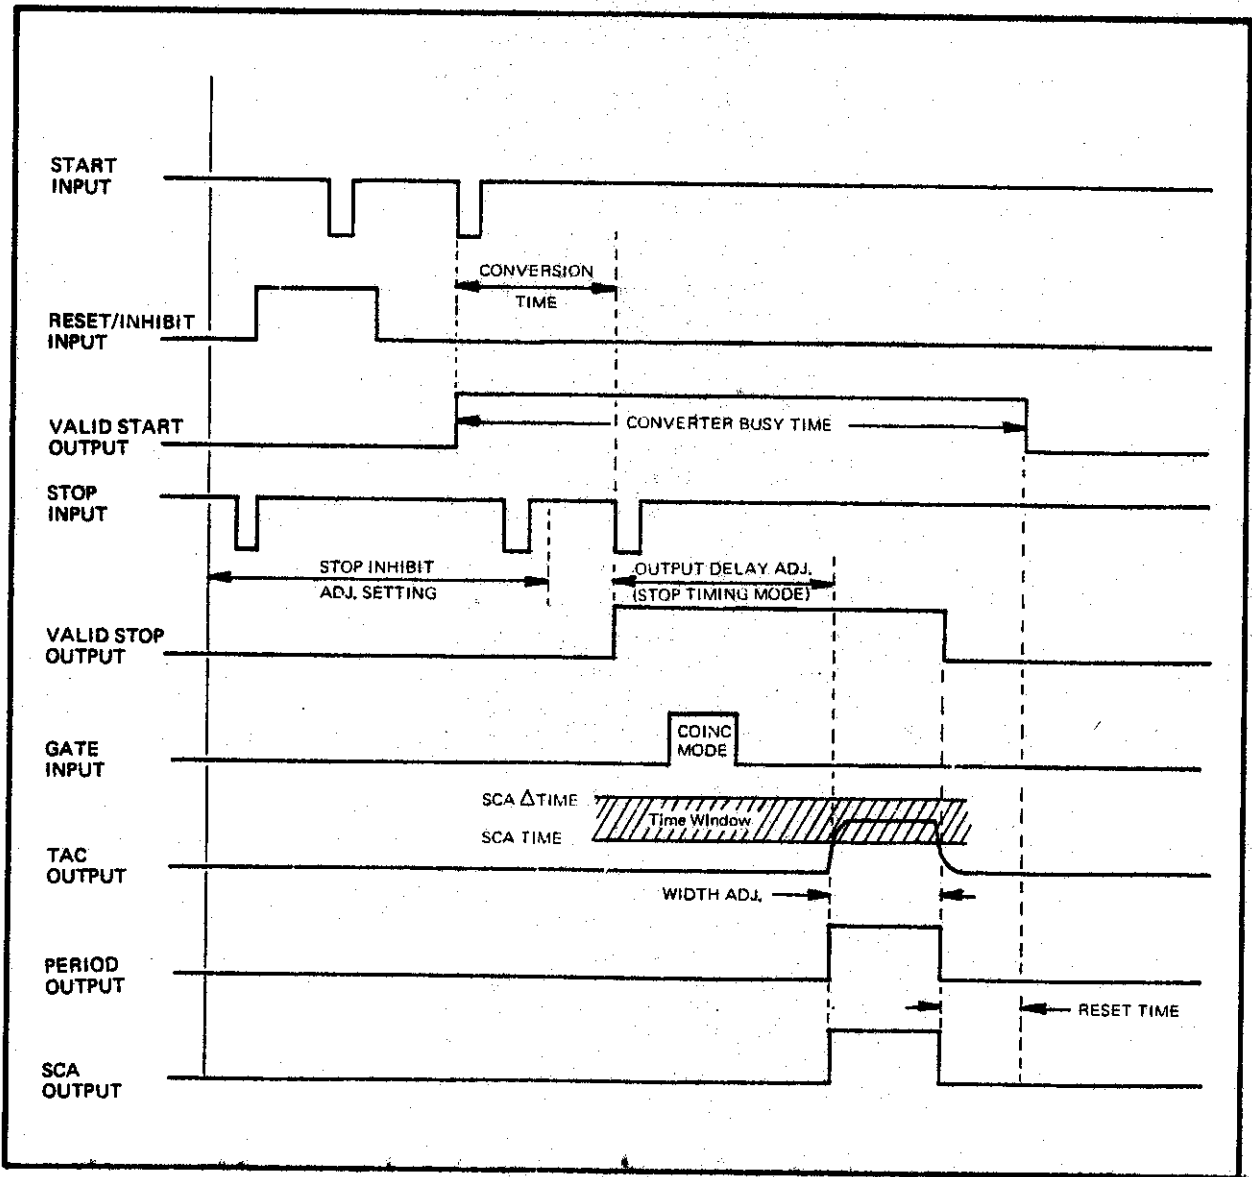 START
INPUT
CONVERSION
TIME
RESET/INHIBIT
INPUT
VALID START
OUTPUT
CONVERTER BUSY TIME
STOP
INPUT
STOP INHIBIT
ADJ. SETTING
OUTPUT DELAY ADJ.
(STOP TIMING MODE)
VALID STOP
OUTPUT
COINC
MODE
GATE
INPUT
SCA ΔTIME
Time Window
SCA TIME
TAC
OUTPUT
WIDTH ADJ.
PERIOD
OUTPUT
RESET TIME
SCA
OUTPUT